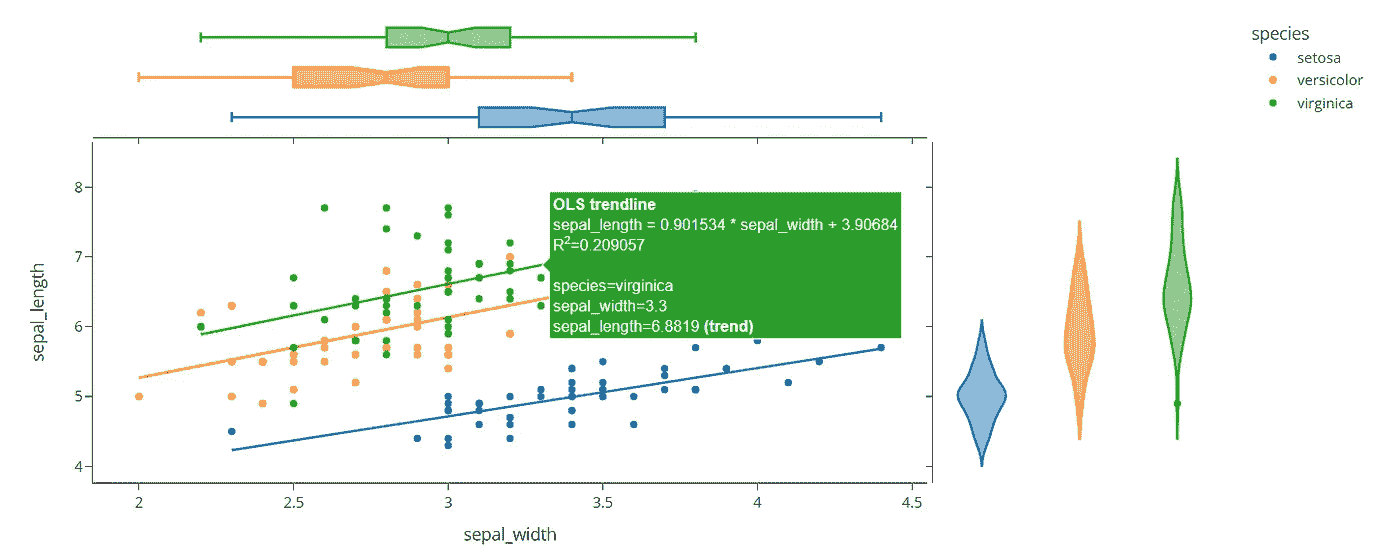 species
setosa
versicolor
virginica
8
7
6
5
4
sepal_length
OLS trendline
sepal_length = 0.901534 * sepal_width + 3.90684
R²=0.209057
species=virginica
sepal_width=3.3
sepal_length=6.8819 (trend)
2 2.5 3 3.5 4 4.5
sepal_width